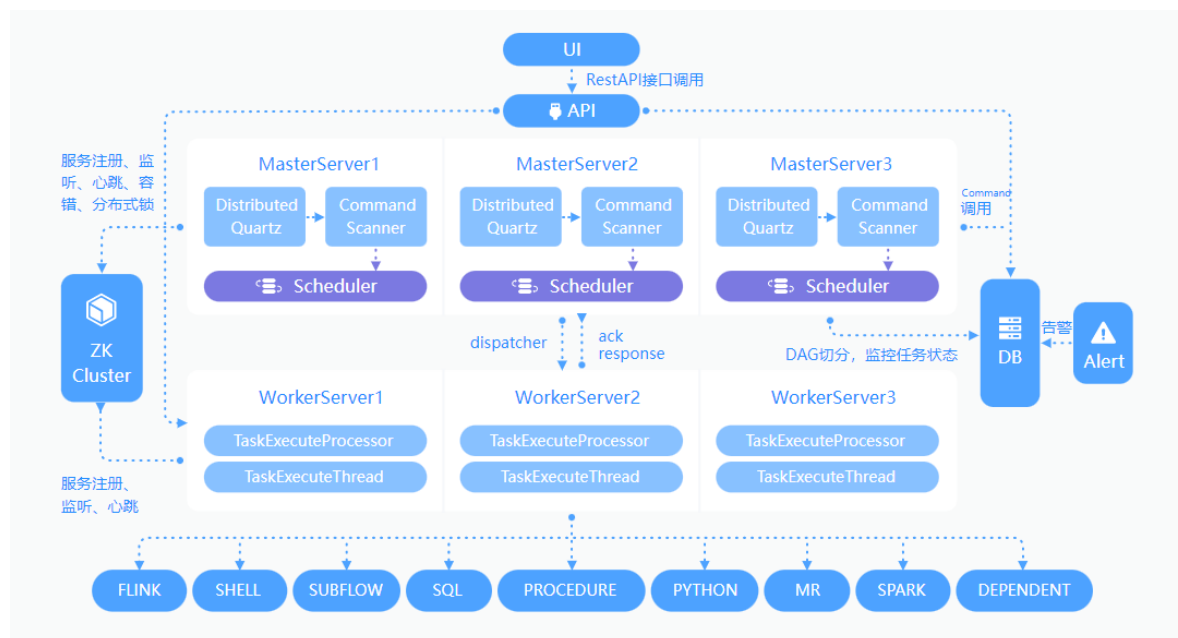 UI
RestAPI接口调用
API
服务注册、监
听、心跳、容
错、分布式锁
MasterServer1
MasterServer2
MasterServer3
Distributed
Quartz
Command
Scanner
Distributed
Quartz
Command
Scanner
Distributed
Quartz
Command
Scanner
Command
调用
Scheduler
Scheduler
Scheduler
ZK
Cluster
dispatcher
ack
response
DAG切分，监控任务状态
DB
告警
Alert
WorkerServer1
WorkerServer2
WorkerServer3
TaskExecuteProcessor
TaskExecuteProcessor
TaskExecuteProcessor
TaskExecuteThread
TaskExecuteThread
TaskExecuteThread
服务注册、
监听、心跳
FLINK
SHELL
SUBFLOW
SQL
PROCEDURE
PYTHON
MR
SPARK
DEPENDENT